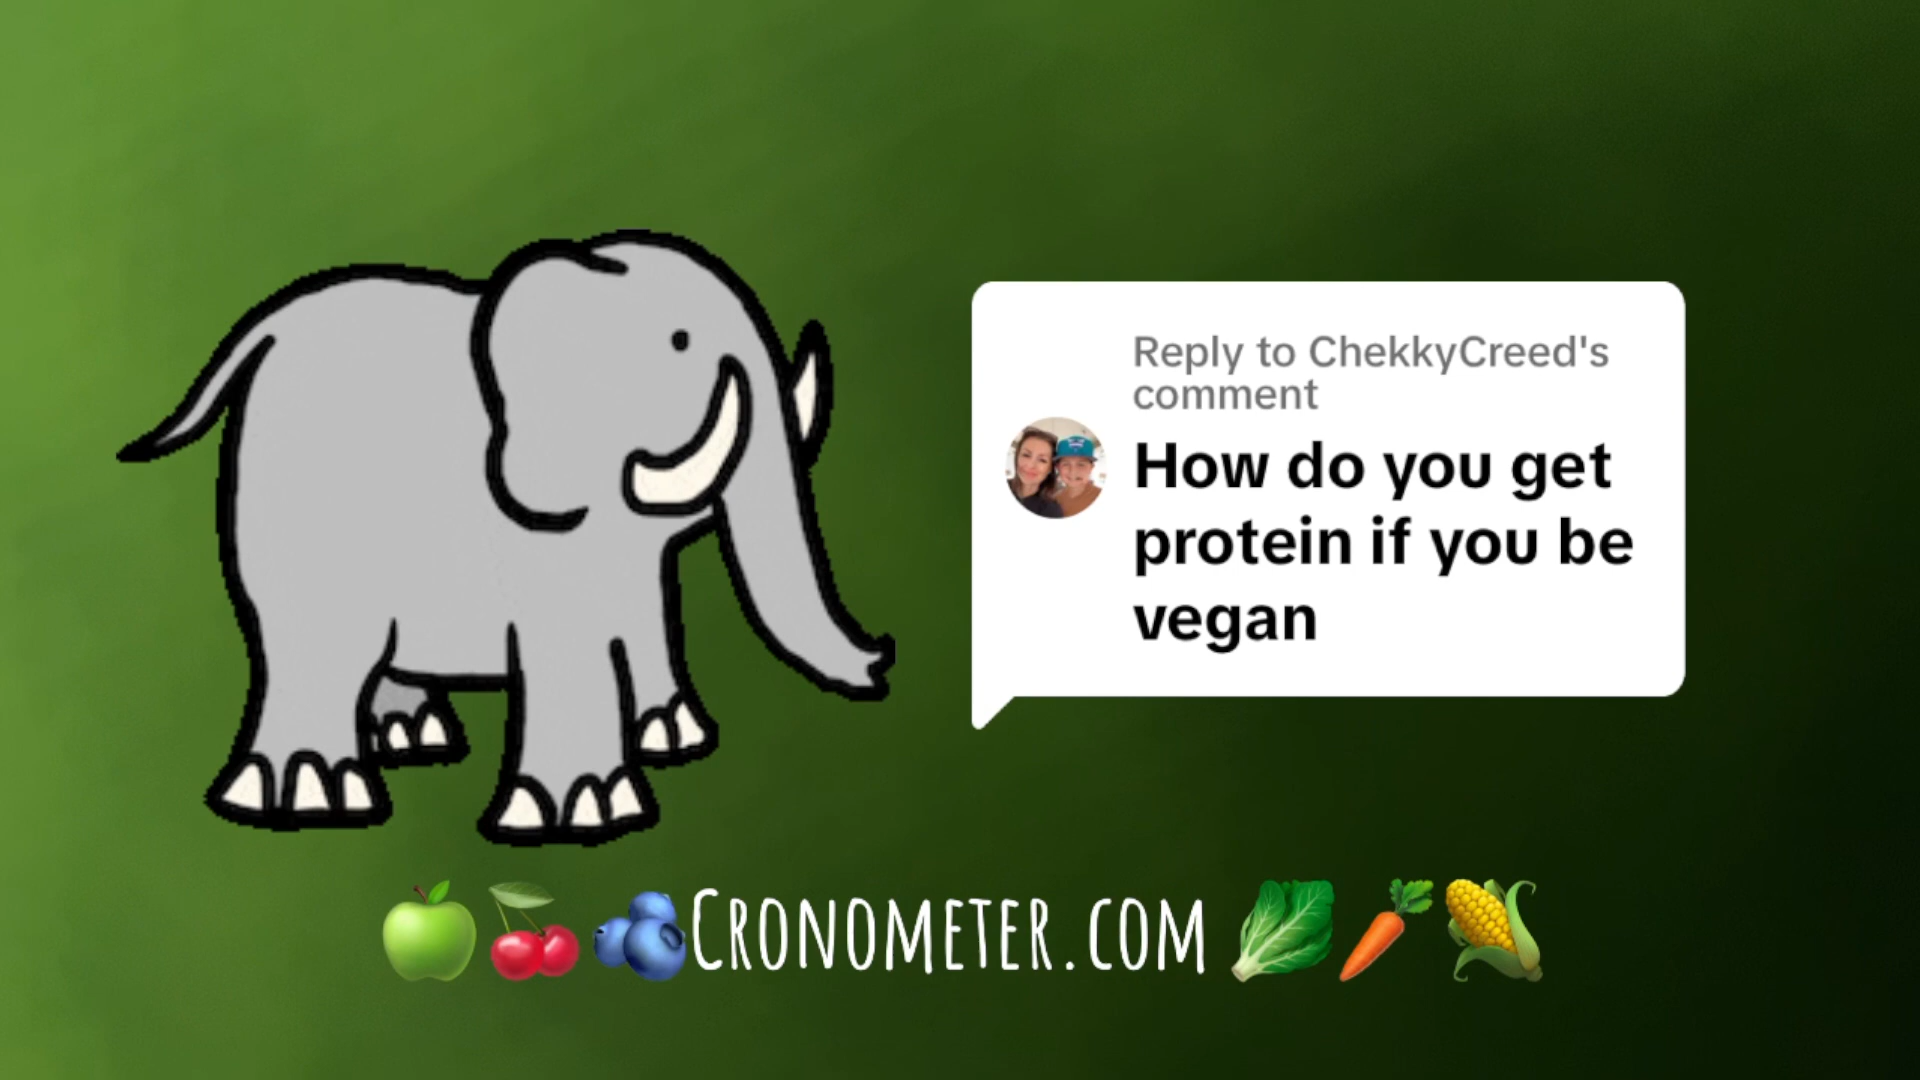 Reply to ChekkyCreed's
comment
How do you get
protein if you be
vegan
Cronometer.com